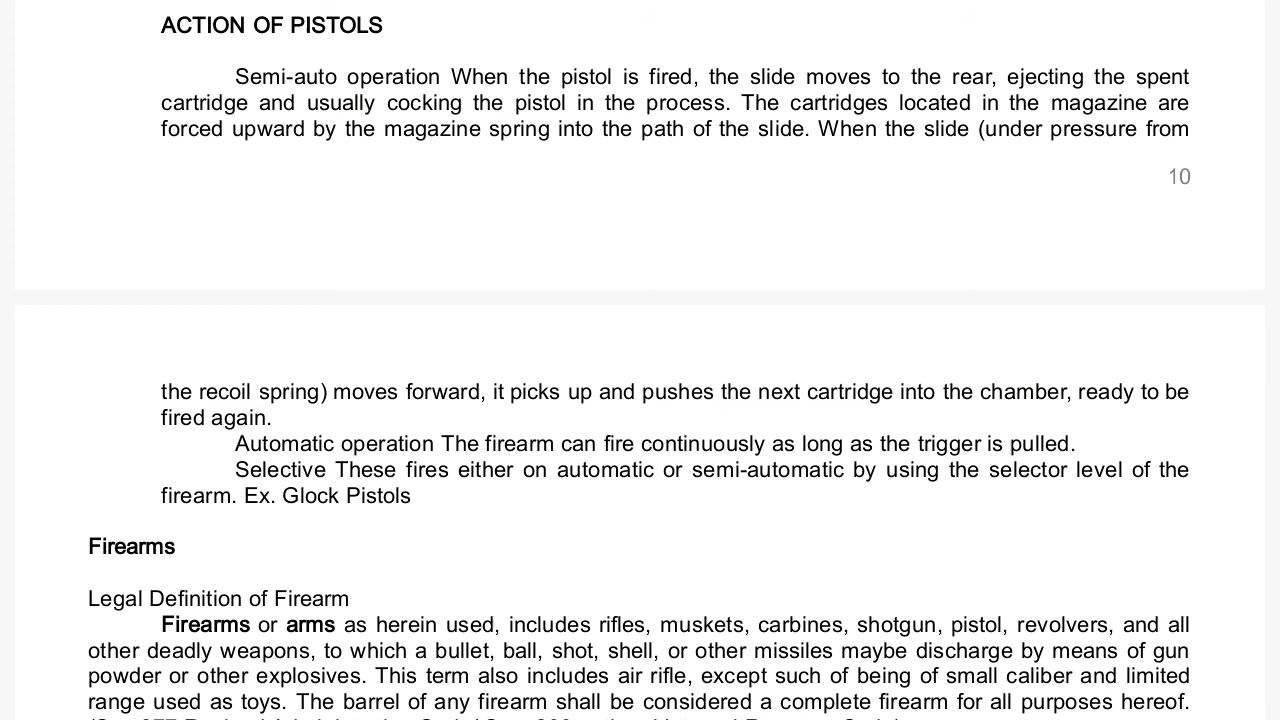 ACTION OF PISTOLS
Semi-auto operation When the pistol is fired, the slide moves to the rear, ejecting the spent
cartridge and usually cocking the pistol in the process. The cartridges located in the magazine are
forced upward by the magazine spring into the path of the slide. When the slide (under pressure from
10
the recoil spring) moves forward, it picks up and pushes the next cartridge into the chamber, ready to be
fired again.
Automatic operation The firearm can fire continuously as long as the trigger is pulled.
Selective These fires either on automatic or semi-automatic by using the selector level of the
firearm. Ex. Glock Pistols
Firearms
Legal Definition of Firearm
Firearms or arms as herein used, includes rifles, muskets, carbines, shotgun, pistol, revolvers, and all
other deadly weapons, to which a bullet, ball, shot, shell, or other missiles maybe discharge by means of gun
powder or other explosives. This term also includes air rifle, except such of being of small caliber and limited
range used as toys. The barrel of any firearm shall be considered a complete firearm for all purposes hereof.